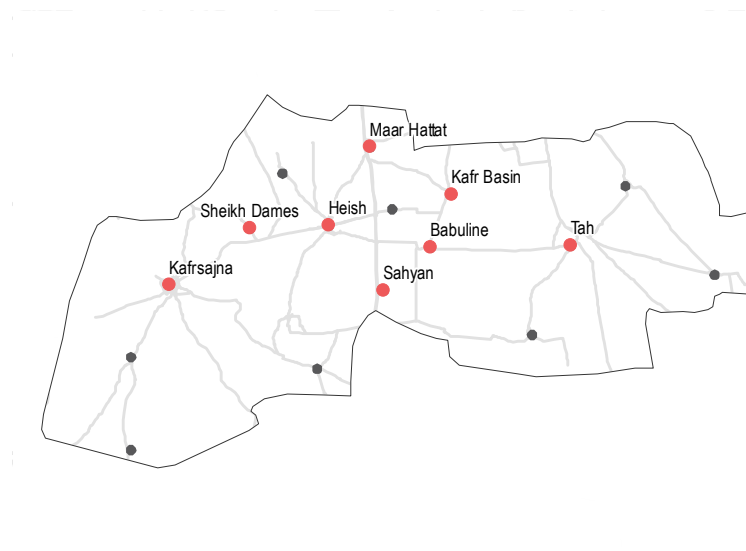 Maar Hattat
Kafr Basin
Sheikh Dames
Heish
Babuline
Tah
Kafrsajna
Sahyan